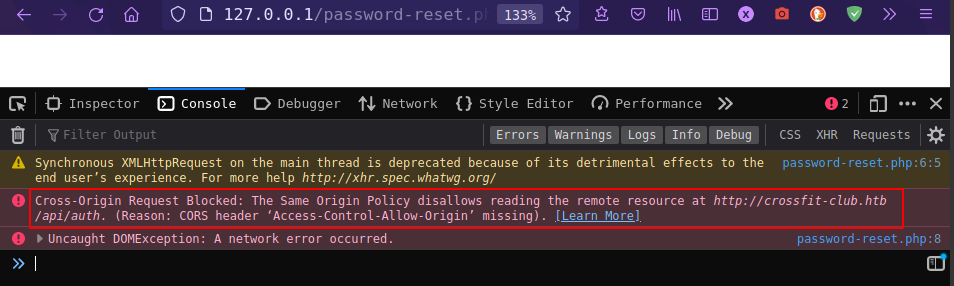 127.0.0.1/password-reset.ph
133%
Inspector
Console
Debugger
Network
Style Editor
Performance
2
Filter Output
Errors
Warnings
Logs
Info
Debug
CSS
XHR
Requests
Synchronous XMLHttpRequest on the main thread is deprecated because of its detrimental effects to the
password-reset.php:6:5
end user’s experience. For more help http://xhr.spec.whatwg.org/
Cross-Origin Request Blocked: The Same Origin Policy disallows reading the remote resource at http://crossfit-club.htb
/api/auth. (Reason: CORS header ‘Access-Control-Allow-Origin’ missing). [Learn More]
Uncaught DOMException: A network error occurred.
password-reset.php:8